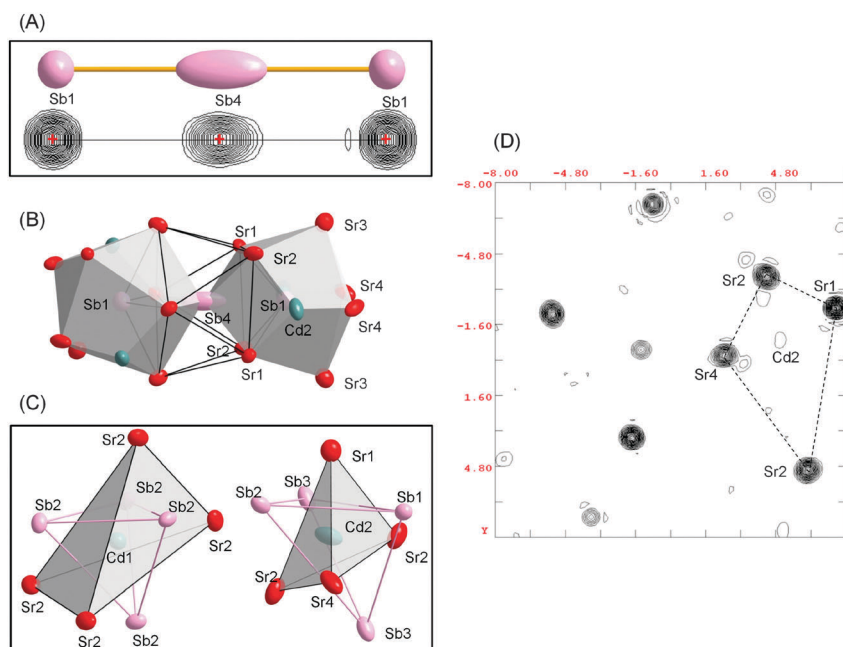 (A)
Sb1 Sb4 Sb1
(B)
Sr1 Sr3
Sr2
Sb1 Sb4 Sb1 Sr4
Cd2 Sr4
Sr2 Sr1
Sr3
(C)
Sr2 Sr1
Sb2 Sb2 Sb2 Sb2 Sb3 Sb1
Cd1 Sr2 Cd2 Sr2
Sr2 Sr2 Sr4
Sr2 Sb2 Sb3
(D)
-8.00 -4.80 -1.60 1.60 4.80
-8.00
-4.80
Sr2 Sr1
-1.60
Sr4 Cd2
1.60
4.80 Sr2
Y